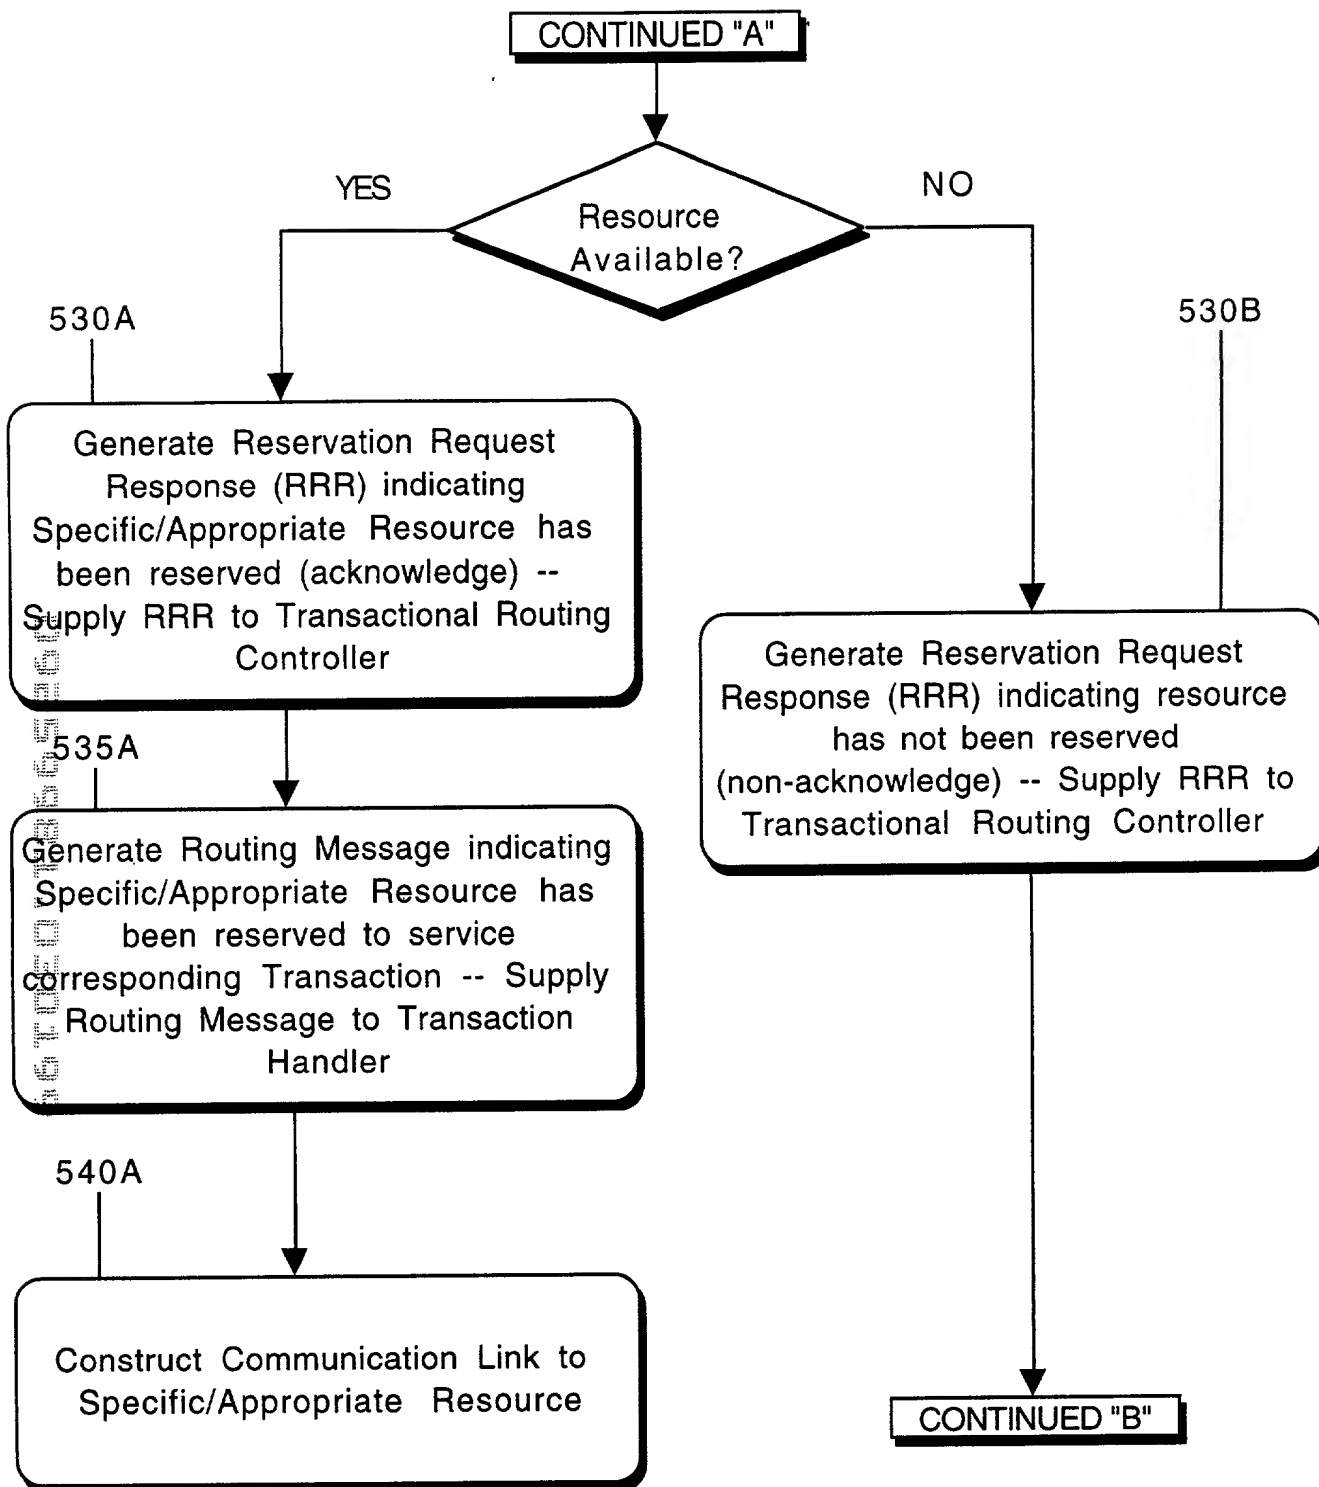 CONTINUED "A"
YES
NO
Resource
Available?
530A
530B
Generate Reservation Request
Response (RRR) indicating
Specific/Appropriate Resource has
been reserved (acknowledge) --
Supply RRR to Transactional Routing
Controller
Generate Reservation Request
Response (RRR) indicating resource
has not been reserved
(non-acknowledge) -- Supply RRR to
Transactional Routing Controller
535A
Generate Routing Message indicating
Specific/Appropriate Resource has
been reserved to service
corresponding Transaction -- Supply
Routing Message to Transaction
Handler
540A
Construct Communication Link to
Specific/Appropriate Resource
CONTINUED "B"